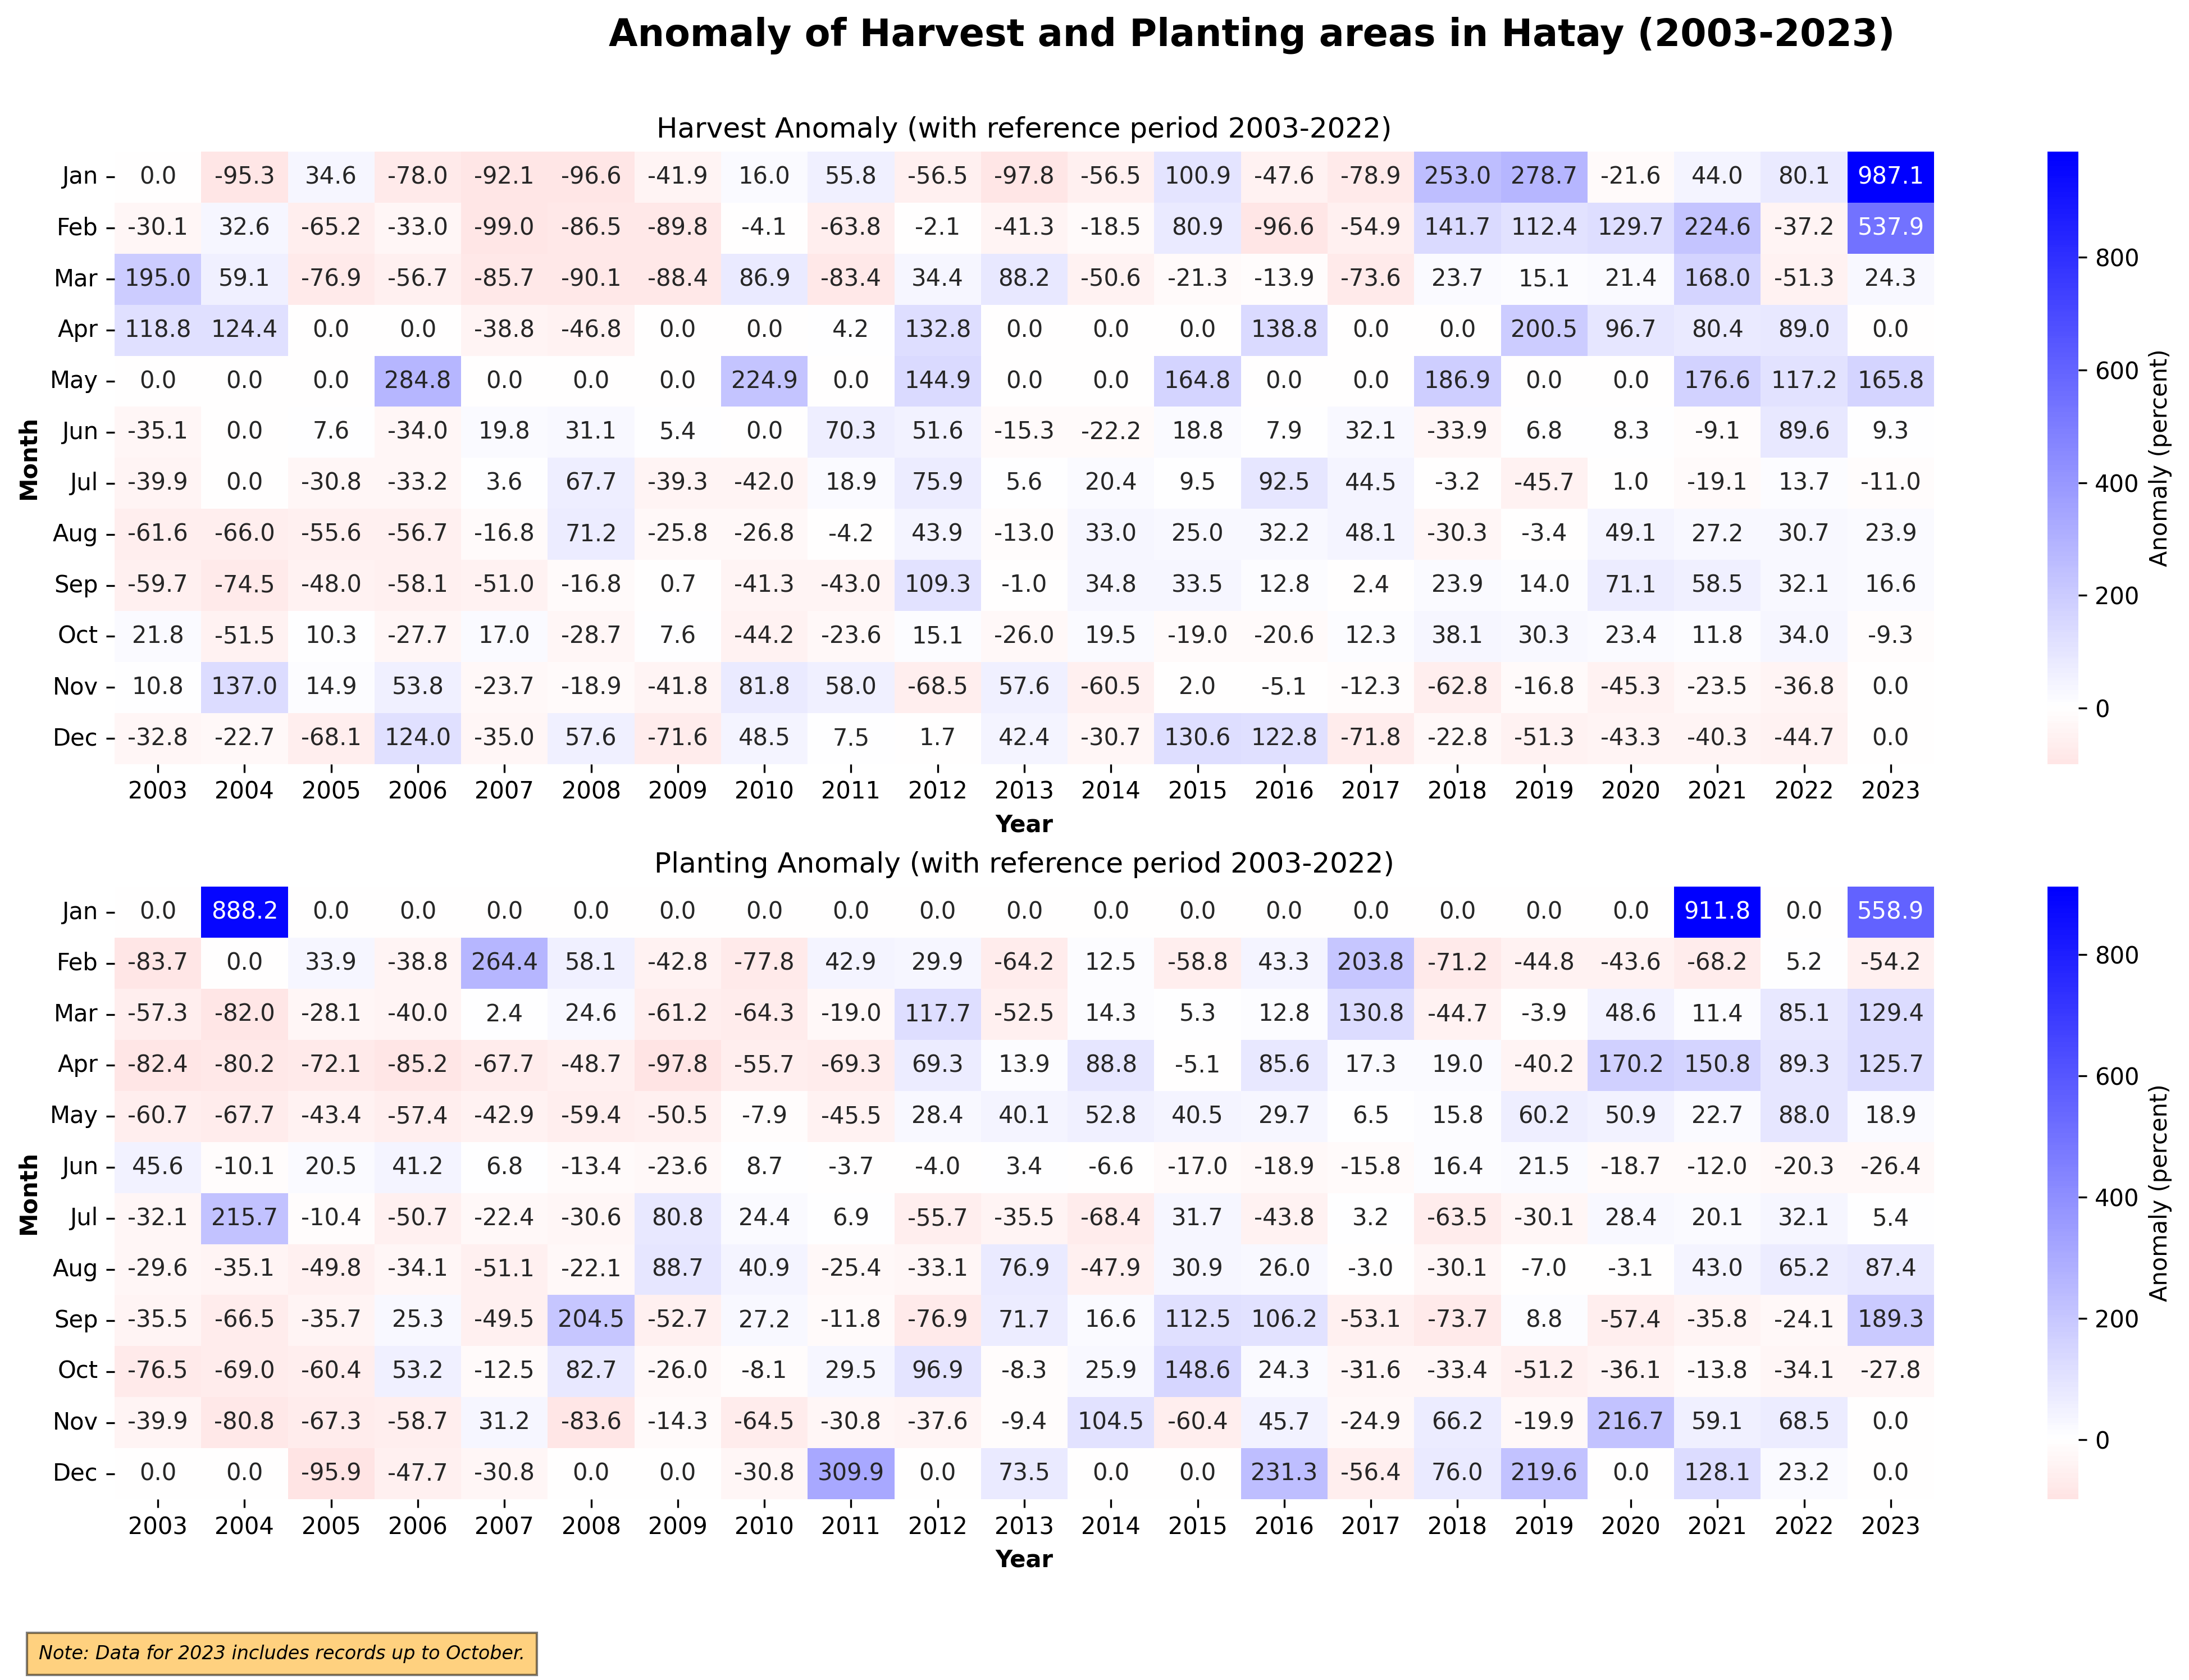 Anomaly of Harvest and Planting areas in Hatay (2003-2023)
Harvest Anomaly (with reference period 2003-2022)
Jan 0.0 -95.3 34.6 -78.0 -92.1 -96.6 -41.9 16.0 55.8 -56.5 -97.8 -56.5 100.9 -47.6 -78.9 253.0 278.7 -21.6 44.0 80.1 987.1
Feb -30.1 32.6 -65.2 -33.0 -99.0 -86.5 -89.8 -4.1 -63.8 -2.1 -41.3 -18.5 80.9 -96.6 -54.9 141.7 112.4 129.7 224.6 -37.2 537.9
Mar 195.0 59.1 -76.9 -56.7 -85.7 -90.1 -88.4 86.9 -83.4 34.4 88.2 -50.6 -21.3 -13.9 -73.6 23.7 15.1 21.4 168.0 -51.3 24.3
Apr 118.8 124.4 0.0 0.0 -38.8 -46.8 0.0 0.0 4.2 132.8 0.0 0.0 0.0 138.8 0.0 0.0 200.5 96.7 80.4 89.0 0.0
May 0.0 0.0 0.0 284.8 0.0 0.0 0.0 224.9 0.0 144.9 0.0 0.0 164.8 0.0 0.0 186.9 0.0 0.0 176.6 117.2 165.8
Jun -35.1 0.0 7.6 -34.0 19.8 31.1 5.4 0.0 70.3 51.6 -15.3 -22.2 18.8 7.9 32.1 -33.9 6.8 8.3 -9.1 89.6 9.3
Jul -39.9 0.0 -30.8 -33.2 3.6 67.7 -39.3 -42.0 18.9 75.9 5.6 20.4 9.5 92.5 44.5 -3.2 -45.7 1.0 -19.1 13.7 -11.0
Aug -61.6 -66.0 -55.6 -56.7 -16.8 71.2 -25.8 -26.8 -4.2 43.9 -13.0 33.0 25.0 32.2 48.1 -30.3 -3.4 49.1 27.2 30.7 23.9
Sep -59.7 -74.5 -48.0 -58.1 -51.0 -16.8 0.7 -41.3 -43.0 109.3 -1.0 34.8 33.5 12.8 2.4 23.9 14.0 71.1 58.5 32.1 16.6
Oct 21.8 -51.5 10.3 -27.7 17.0 -28.7 7.6 -44.2 -23.6 15.1 -26.0 19.5 -19.0 -20.6 12.3 38.1 30.3 23.4 11.8 34.0 -9.3
Nov 10.8 137.0 14.9 53.8 -23.7 -18.9 -41.8 81.8 58.0 -68.5 57.6 -60.5 2.0 -5.1 -12.3 -62.8 -16.8 -45.3 -23.5 -36.8 0.0
Dec -32.8 -22.7 -68.1 124.0 -35.0 57.6 -71.6 48.5 7.5 1.7 42.4 -30.7 130.6 122.8 -71.8 -22.8 -51.3 -43.3 -40.3 -44.7 0.0
2003 2004 2005 2006 2007 2008 2009 2010 2011 2012 2013 2014 2015 2016 2017 2018 2019 2020 2021 2022 2023
Year
Month
800
600
400
200
0
Anomaly (percent)
Planting Anomaly (with reference period 2003-2022)
Jan 0.0 888.2 0.0 0.0 0.0 0.0 0.0 0.0 0.0 0.0 0.0 0.0 0.0 0.0 0.0 0.0 0.0 0.0 911.8 0.0 558.9
Feb -83.7 0.0 33.9 -38.8 264.4 58.1 -42.8 -77.8 42.9 29.9 -64.2 12.5 -58.8 43.3 203.8 -71.2 -44.8 -43.6 -68.2 5.2 -54.2
Mar -57.3 -82.0 -28.1 -40.0 2.4 24.6 -61.2 -64.3 -19.0 117.7 -52.5 14.3 5.3 12.8 130.8 -44.7 -3.9 48.6 11.4 85.1 129.4
Apr -82.4 -80.2 -72.1 -85.2 -67.7 -48.7 -97.8 -55.7 -69.3 69.3 13.9 88.8 -5.1 85.6 17.3 19.0 -40.2 170.2 150.8 89.3 125.7
May -60.7 -67.7 -43.4 -57.4 -42.9 -59.4 -50.5 -7.9 -45.5 28.4 40.1 52.8 40.5 29.7 6.5 15.8 60.2 50.9 22.7 88.0 18.9
Jun 45.6 -10.1 20.5 41.2 6.8 -13.4 -23.6 8.7 -3.7 -4.0 3.4 -6.6 -17.0 -18.9 -15.8 16.4 21.5 -18.7 -12.0 -20.3 -26.4
Jul -32.1 215.7 -10.4 -50.7 -22.4 -30.6 80.8 24.4 6.9 -55.7 -35.5 -68.4 31.7 -43.8 3.2 -63.5 -30.1 28.4 20.1 32.1 5.4
Aug -29.6 -35.1 -49.8 -34.1 -51.1 -22.1 88.7 40.9 -25.4 -33.1 76.9 -47.9 30.9 26.0 -3.0 -30.1 -7.0 -3.1 43.0 65.2 87.4
Sep -35.5 -66.5 -35.7 25.3 -49.5 204.5 -52.7 27.2 -11.8 -76.9 71.7 16.6 112.5 106.2 -53.1 -73.7 8.8 -57.4 -35.8 -24.1 189.3
Oct -76.5 -69.0 -60.4 53.2 -12.5 82.7 -26.0 -8.1 29.5 96.9 -8.3 25.9 148.6 24.3 -31.6 -33.4 -51.2 -36.1 -13.8 -34.1 -27.8
Nov -39.9 -80.8 -67.3 -58.7 31.2 -83.6 -14.3 -64.5 -30.8 -37.6 -9.4 104.5 -60.4 45.7 -24.9 66.2 -19.9 216.7 59.1 68.5 0.0
Dec 0.0 0.0 -95.9 -47.7 -30.8 0.0 0.0 -30.8 309.9 0.0 73.5 0.0 0.0 231.3 -56.4 76.0 219.6 0.0 128.1 23.2 0.0
2003 2004 2005 2006 2007 2008 2009 2010 2011 2012 2013 2014 2015 2016 2017 2018 2019 2020 2021 2022 2023
Year
Month
800
600
400
200
0
Anomaly (percent)
Note: Data for 2023 includes records up to October.